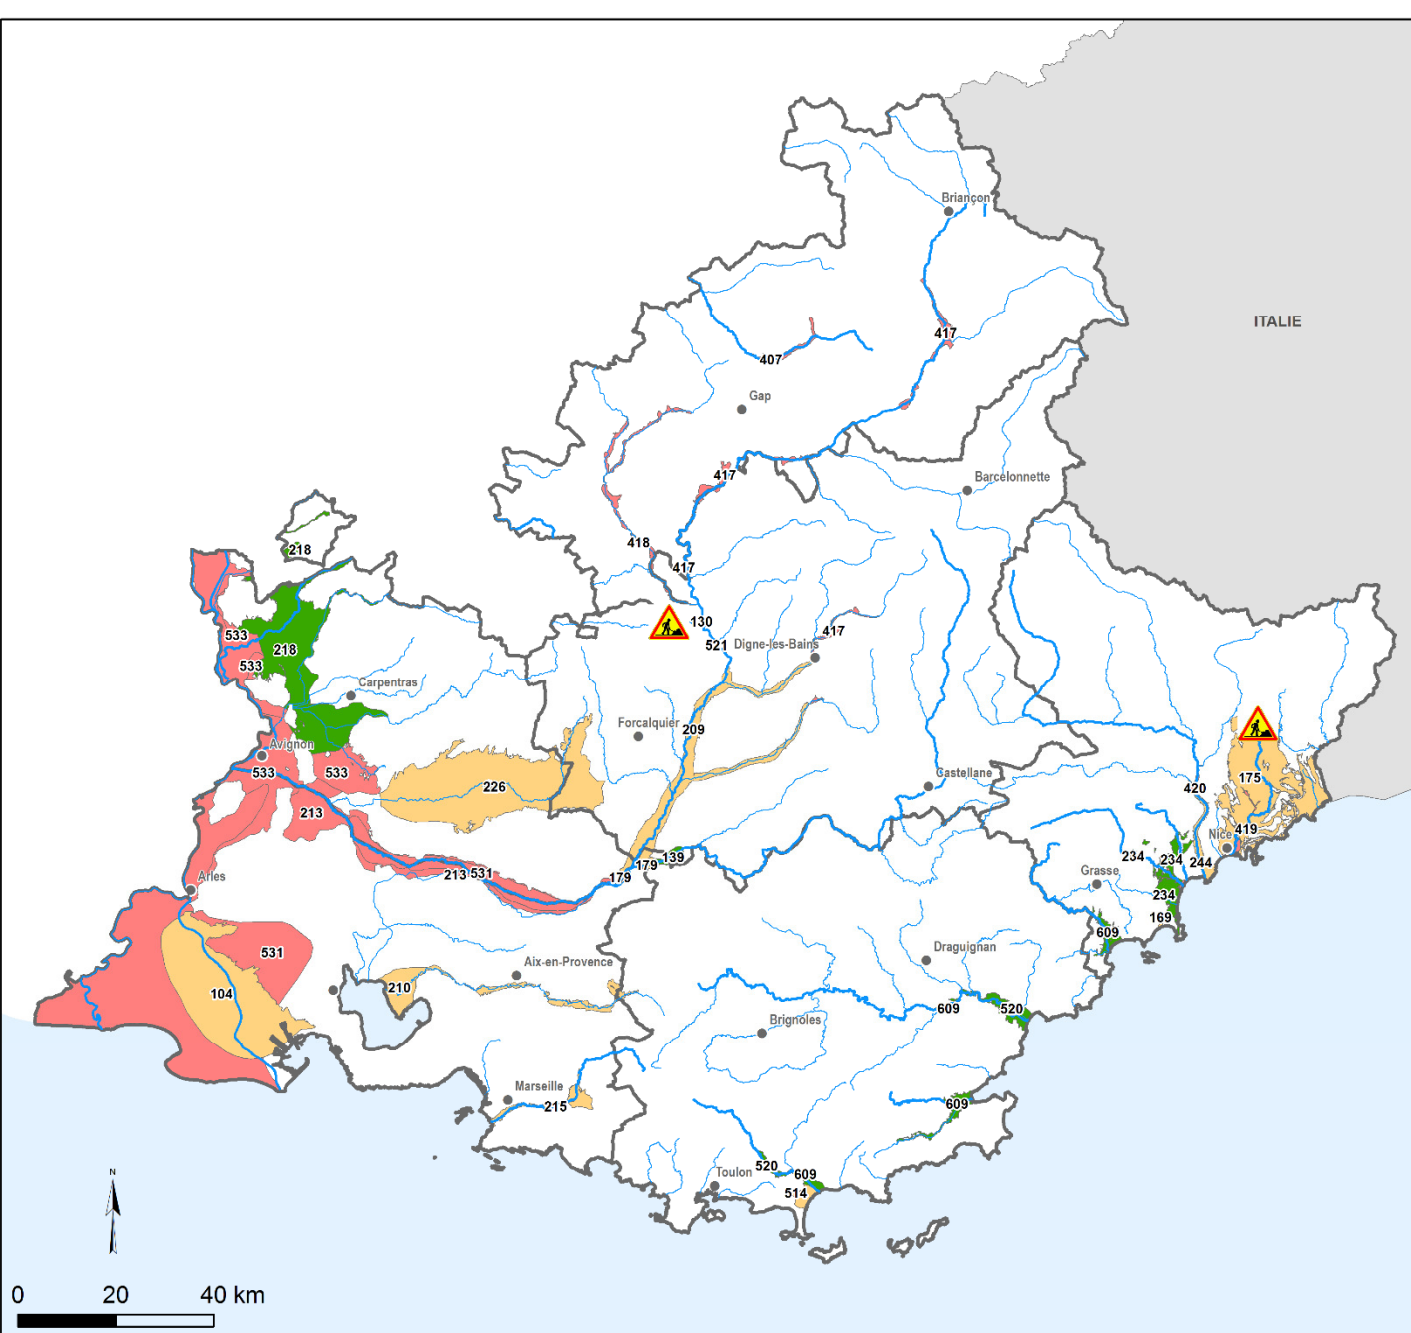 Briançon
ITALIE
417
407
Gap
417
Barcelonnette
418
218
417
130
533
521
417
Digne-les-Bains
218
533
Carpentras
Forcalquier
209
Avignon
533
533
175
Castellane
226
420
213
419
Nice
139
234
234
244
179
213
531
179
Grasse
Arles
234
169
609
Draguignan
531
Aix-en-Provence
210
104
609
520
Brignoles
Marseille
215
609
520
Toulon
609
514
N
0 20 40 km